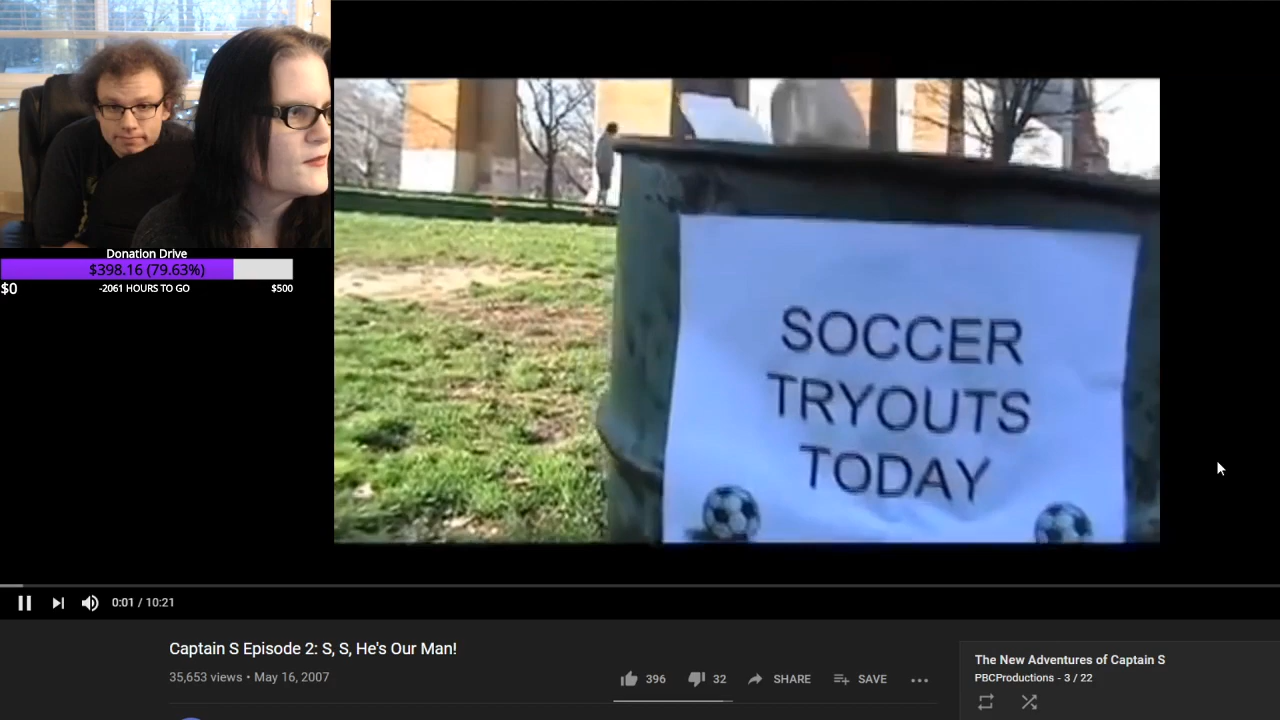 SOCCER
TRYOUTS
TODAY
Donation Drive
$398.16 (79.63%)
$0
-2061 HOURS TO GO
$500
0:01 / 10:21
Captain S Episode 2: S, S, He's Our Man!
35,653 views • May 16, 2007
396
32
SHARE
SAVE
The New Adventures of Captain S
PBCProductions - 3 / 22